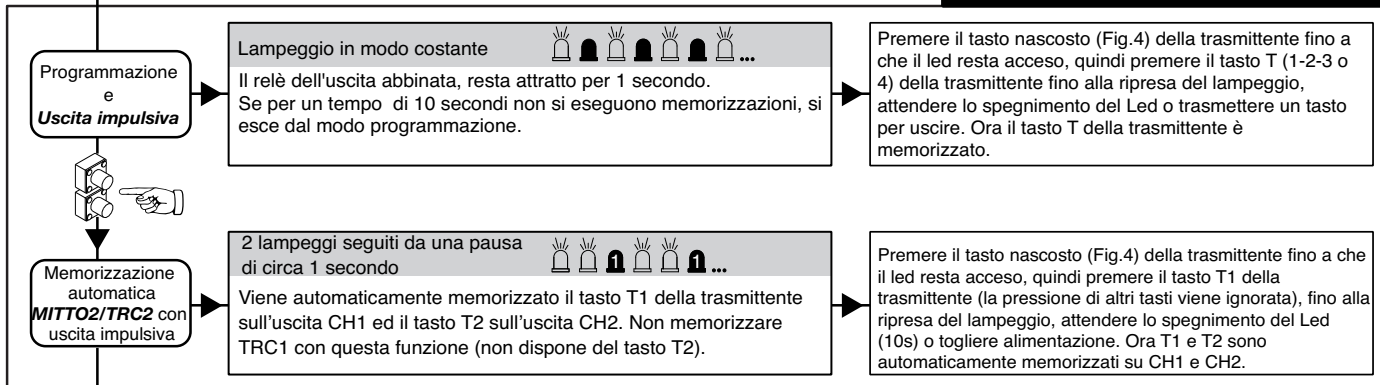 Programmazione
e
Uscita impulsiva
Lampeggio in modo costante
...
Il relè dell'uscita abbinata, resta attratto per 1 secondo.
Se per un tempo di 10 secondi non si eseguono memorizzazioni, si
esce dal modo programmazione.
Premere il tasto nascosto (Fig.4) della trasmittente fino a
che il led resta acceso, quindi premere il tasto T (1-2-3 o
4) della trasmittente fino alla ripresa del lampeggio,
attendere lo spegnimento del Led o trasmettere un tasto
per uscire. Ora il tasto T della trasmittente è
memorizzato.
Memorizzazione
automatica
MITTO2/TRC2 con
uscita impulsiva
2 lampeggi seguiti da una pausa
di circa 1 secondo
1 1 ...
Viene automaticamente memorizzato il tasto T1 della trasmittente
sull'uscita CH1 ed il tasto T2 sull'uscita CH2. Non memorizzare
TRC1 con questa funzione (non dispone del tasto T2).
Premere il tasto nascosto (Fig.4) della trasmittente fino a che
il led resta acceso, quindi premere il tasto T1 della
trasmittente (la pressione di altri tasti viene ignorata), fino alla
ripresa del lampeggio, attendere lo spegnimento del Led
(10s) o togliere alimentazione. Ora T1 e T2 sono
automaticamente memorizzati su CH1 e CH2.